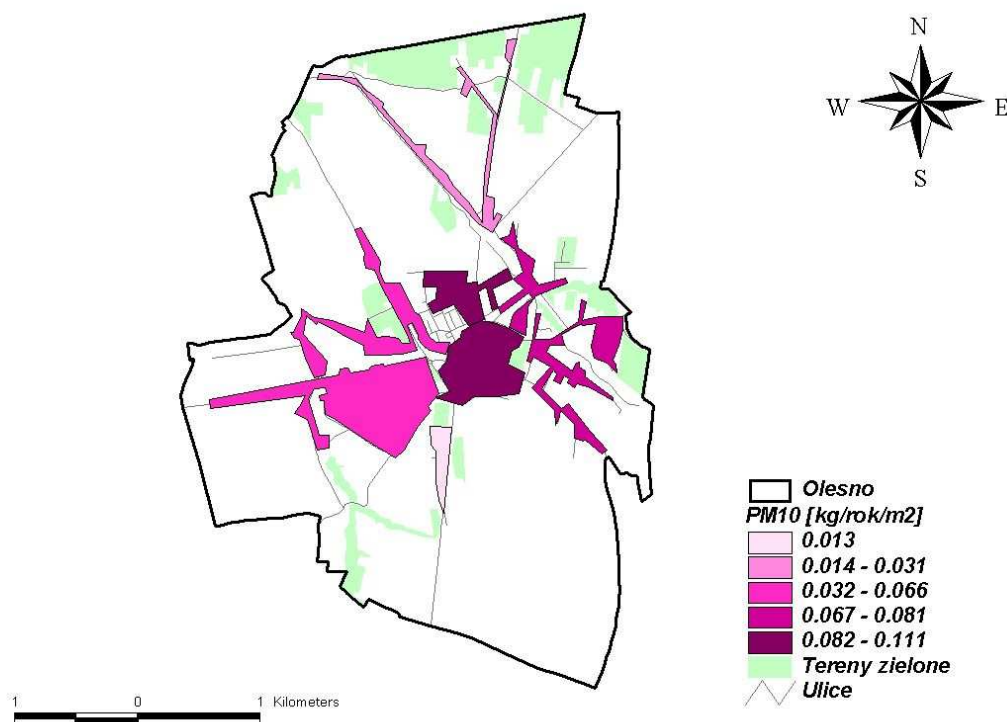 N
W E
S
Olesno
PM10 [kg/rok/m2]
0.013
0.014 - 0.031
0.032 - 0.066
0.067 - 0.081
0.082 - 0.111
Tereny zielone
Ulice
1 0 1 Kilometers